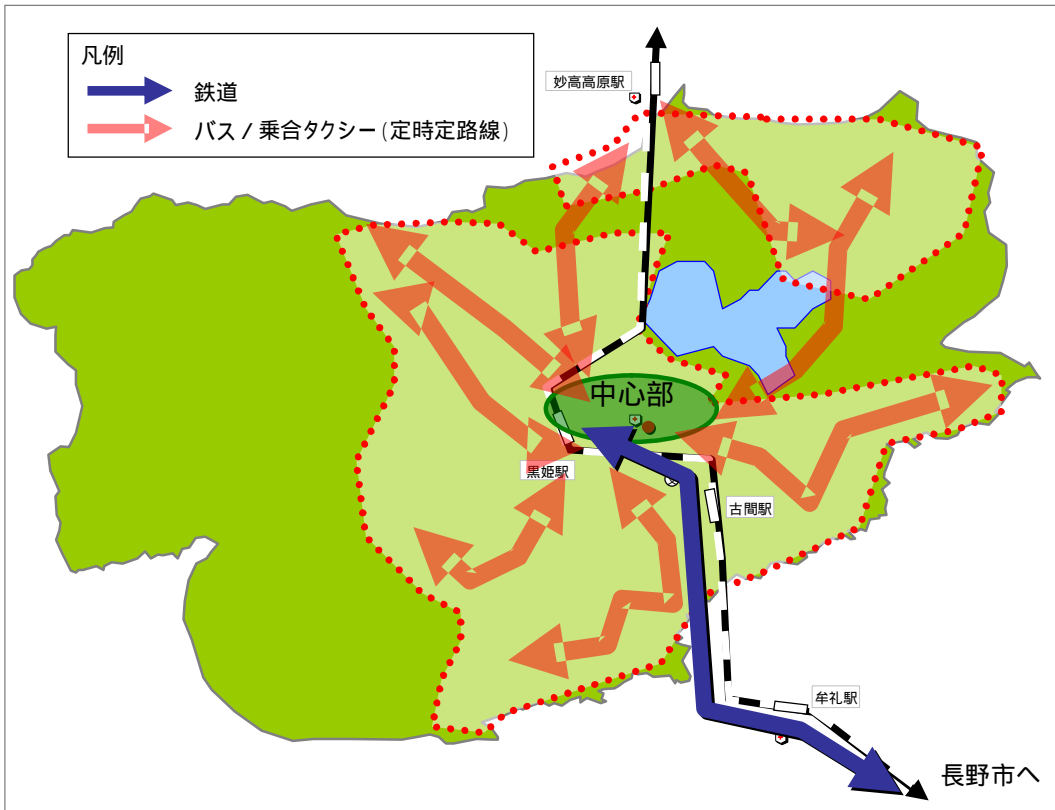 凡例
鉄道
バス / 乗合タクシー (定時定路線)
妙高高原駅
中心部
黒姫駅
古間駅
牟礼駅
長野市へ